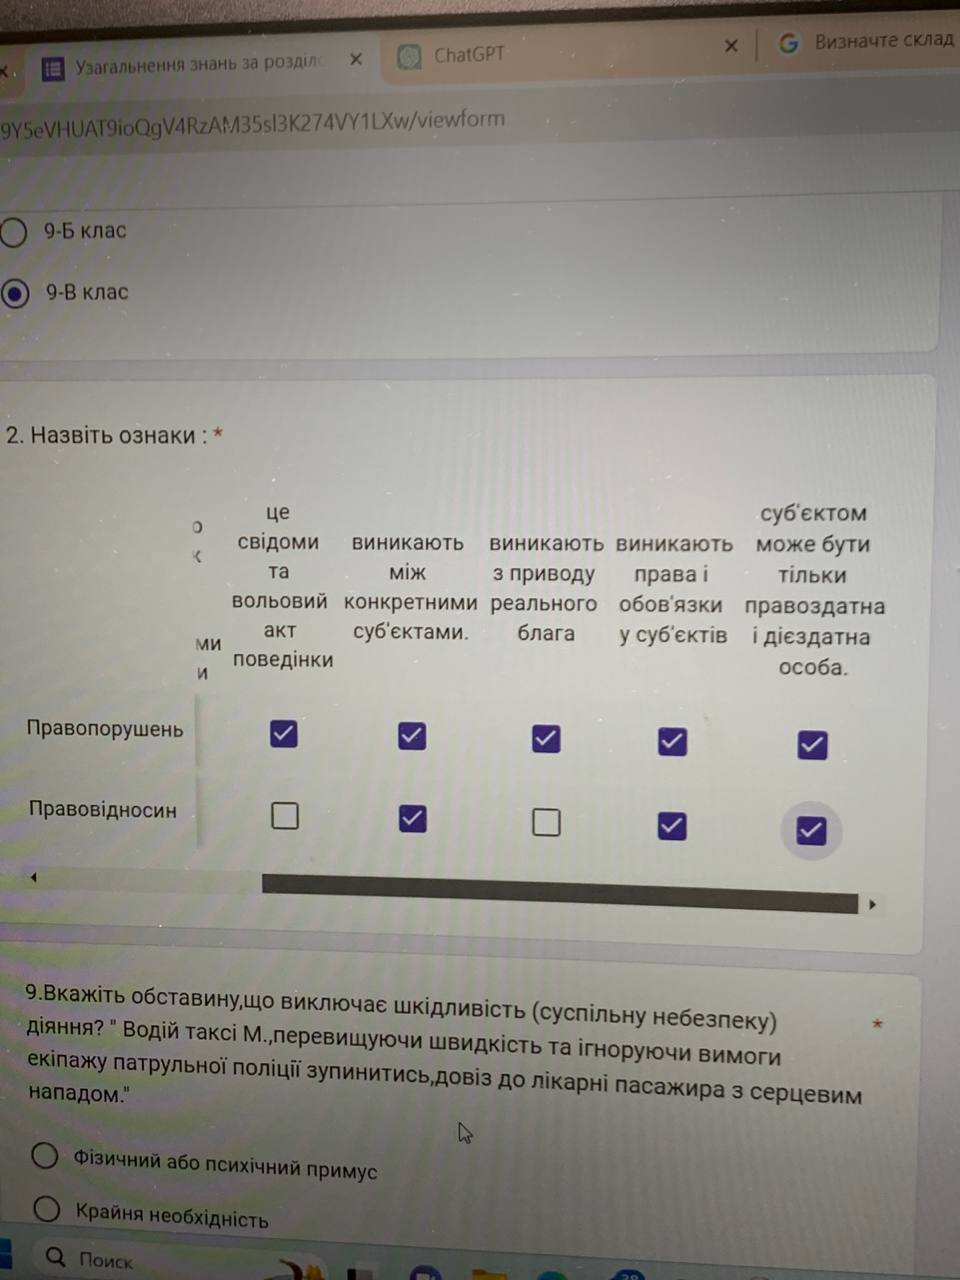 Узагальнення знань за розділо
ChatGPT
Визначте склад
9Y5eVHUAT9ioQgV4RzAM35sl3K274VY1LXw/viewform
9-Б клас
9-В клас
2. Назвіть ознаки : *
о
к
ми
и
це
свідоми
та
вольовий
акт
поведінки
виникають
між
конкретними
суб'єктами.
виникають
з приводу
реального
блага
виникають
права і
обов'язки
у суб'єктів
суб'єктом
може бути
тільки
правоздатна
і дієздатна
особа.
Правопорушень
Правовідносин
9.Вкажіть обставину,що виключає шкідливість (суспільну небезпеку) *
діяння? " Водій таксі М.,перевищуючи швидкість та ігноруючи вимоги
екіпажу патрульної поліції зупинитись,довіз до лікарні пасажира з серцевим
нападом."
Фізичний або психічний примус
Крайня необхідність
Поиск